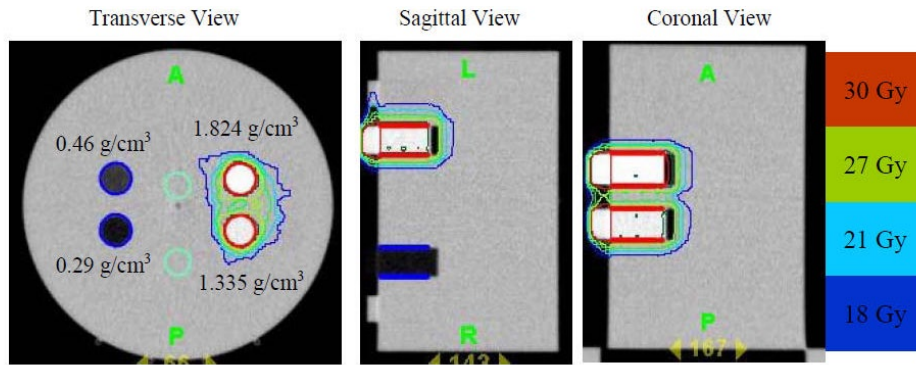 Transverse View
Sagittal View
Coronal View
A
L
A
0.46 g/cm³
1.824 g/cm³
0.29 g/cm³
1.335 g/cm³
P
R
P
66
143
167
30 Gy
27 Gy
21 Gy
18 Gy